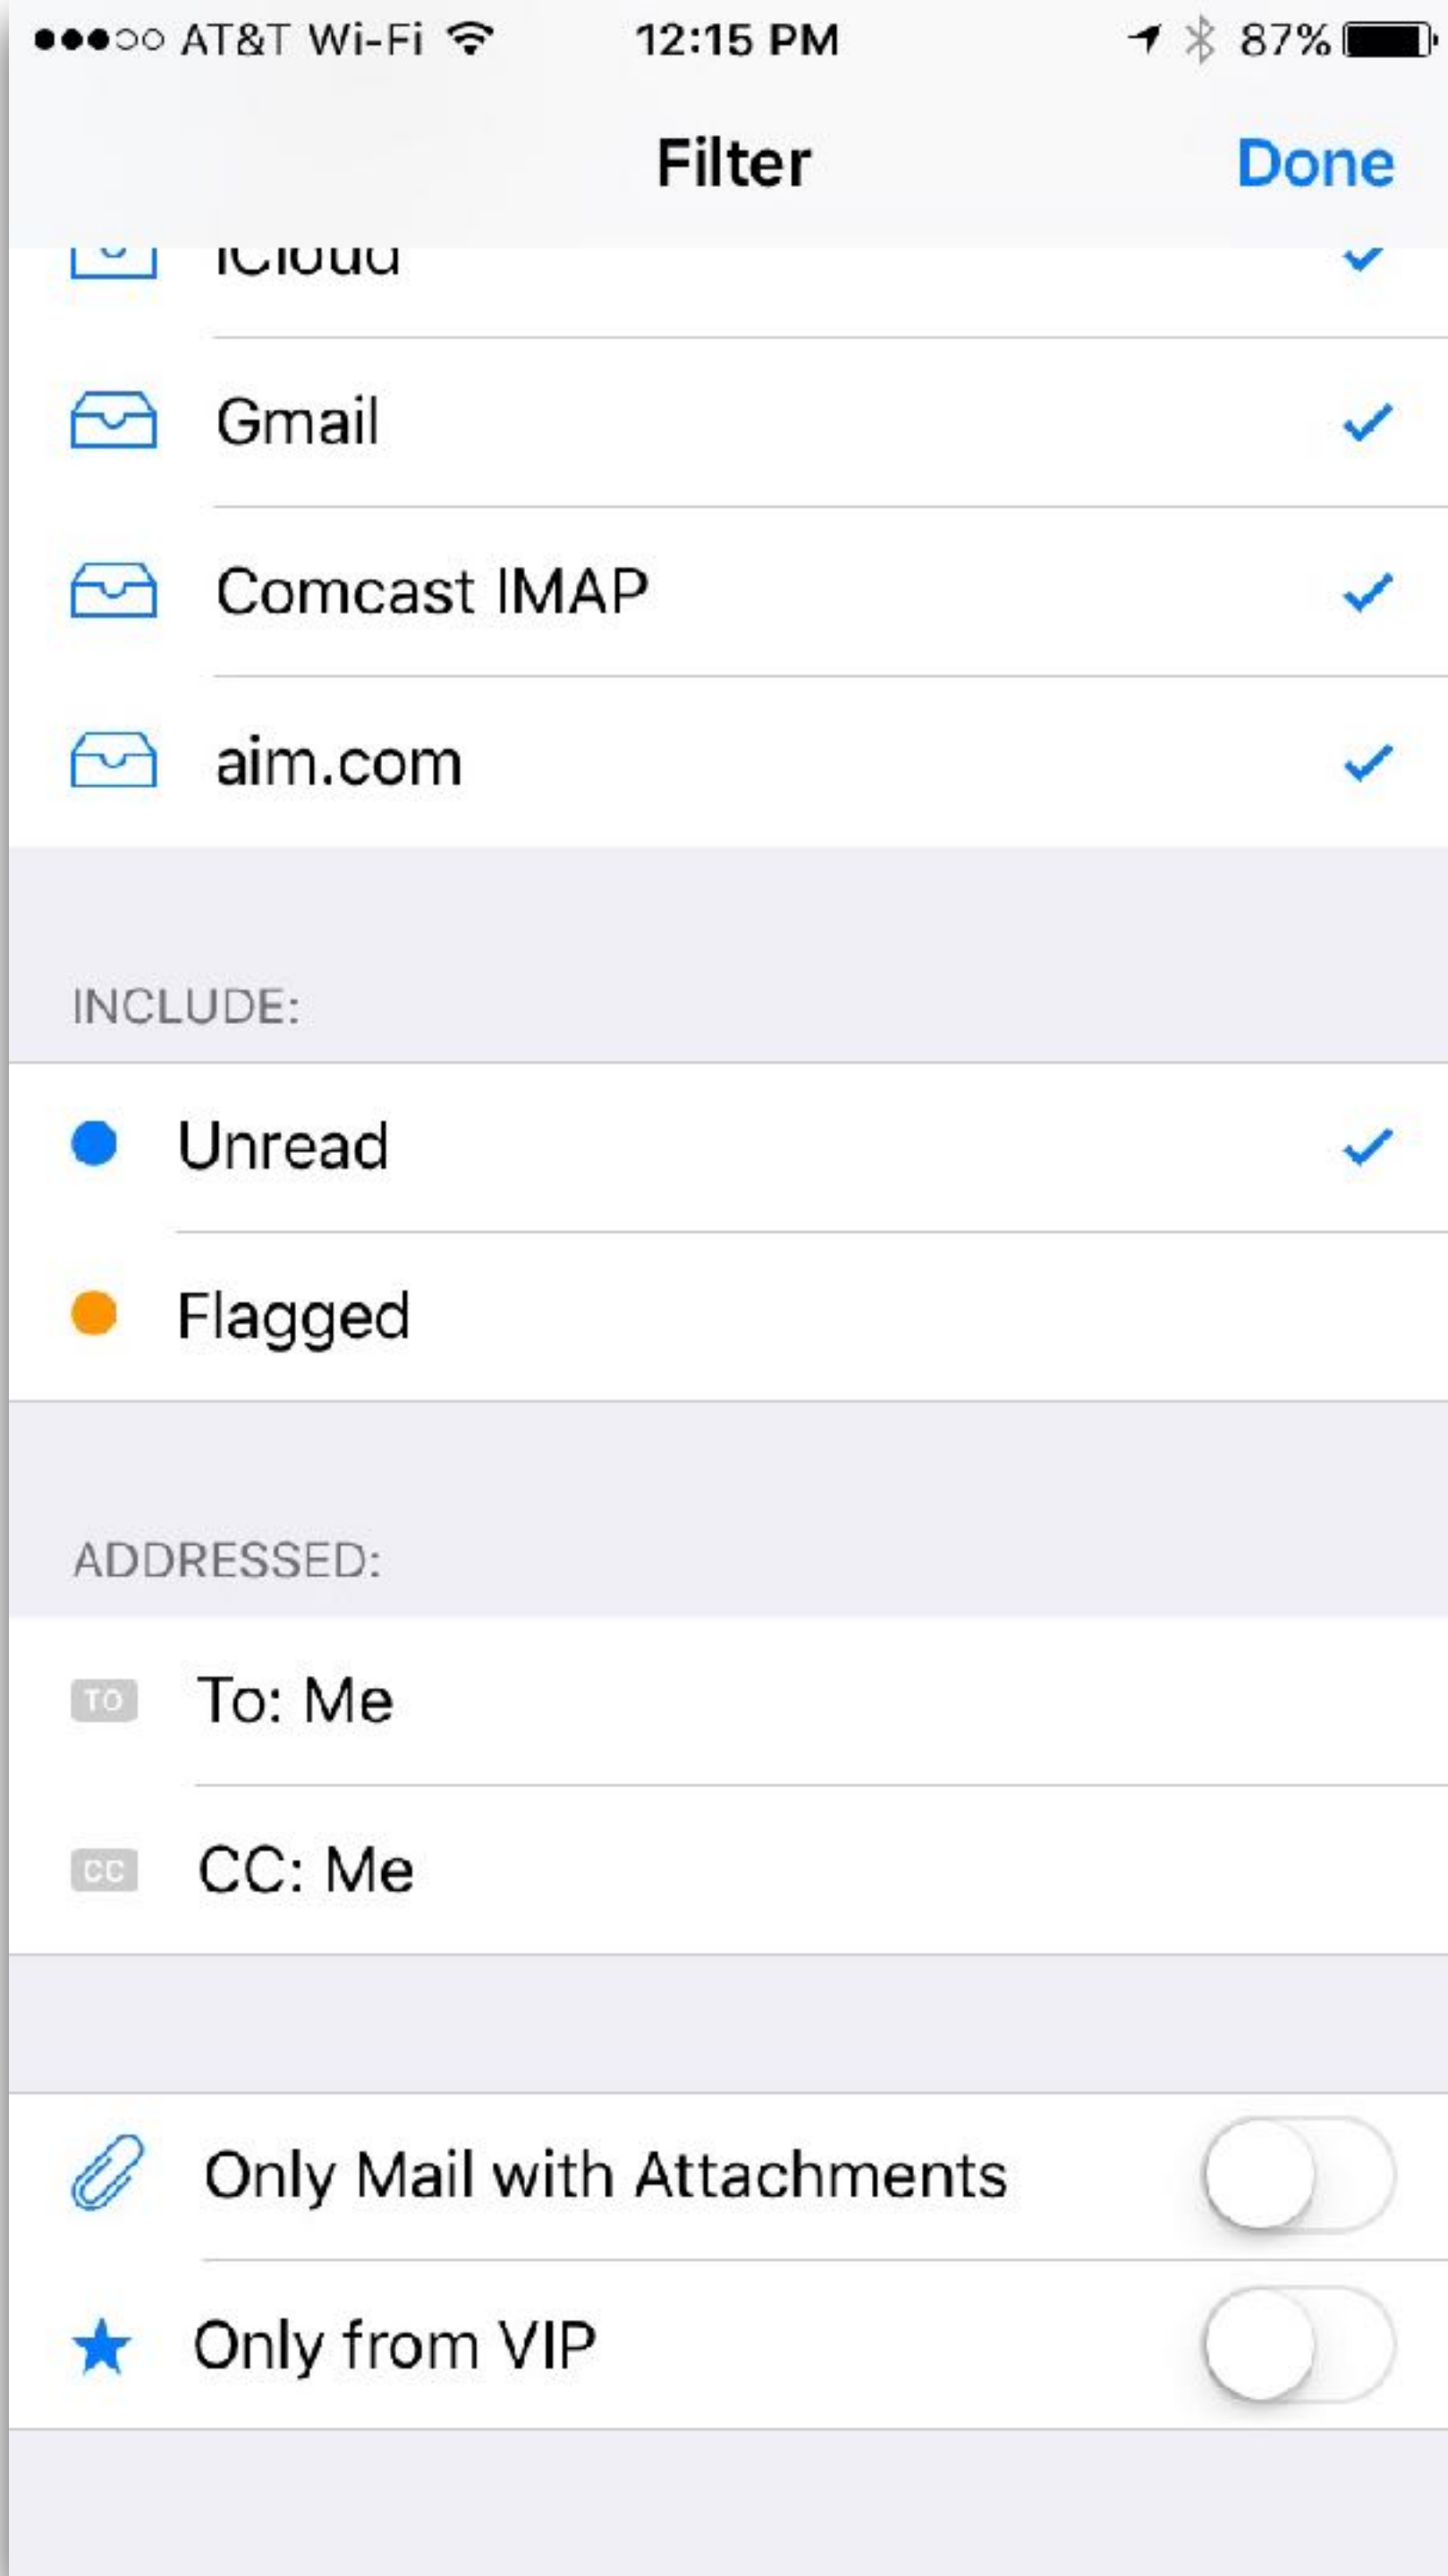 AT&T Wi-Fi 12:15 PM 87%
Filter Done
iCloud
Gmail
Comcast IMAP
aim.com
INCLUDE:
Unread
Flagged
ADDRESSED:
TO To: Me
CC CC: Me
Only Mail with Attachments
Only from VIP